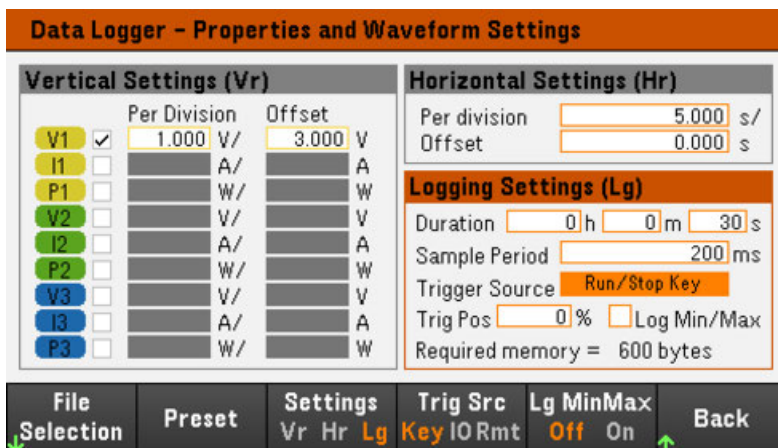 Data Logger - Properties and Waveform Settings
Vertical Settings (Vr)
Per Division Offset
V1 1.000 V/ 3.000 V
I1 A/ A
P1 W/ W
V2 V/ V
I2 A/ A
P2 W/ W
V3 V/ V
I3 A/ A
P3 W/ W
Horizontal Settings (Hr)
Per division 5.000 s/
Offset 0.000 s
Logging Settings (Lg)
Duration 0 h 0 m 30 s
Sample Period 200 ms
Trigger Source Run/Stop Key
Trig Pos 0 % Log Min/Max
Required memory = 600 bytes
File Selection
Preset
Settings
Vr Hr Lg
Trig Src
Key IO Rmt
Lg MinMax
Off On
Back